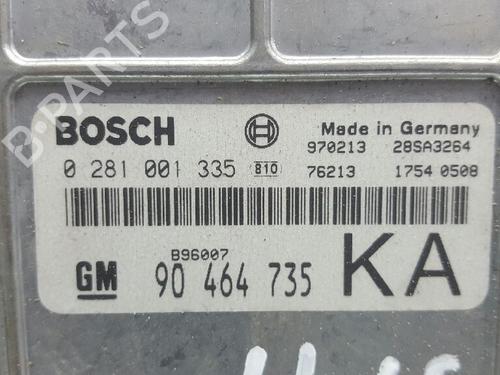 BOSCH Made in Germany
970213 28SA3264
0 281 001 335 810 76213 1754 0508
B96007
GM 90 464 735 KA
B-PARTS